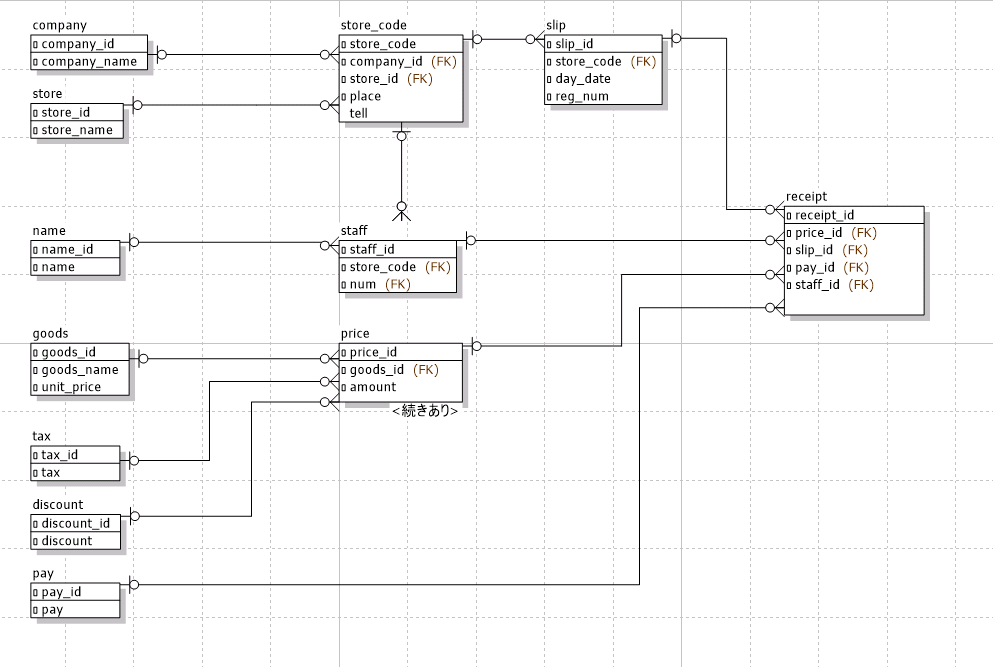 company
company_id
company_name
store
store_id
store_name
store_code
store_code
company_id (FK)
store_id (FK)
place
tell
slip
slip_id
store_code (FK)
day_date
reg_num
name
name_id
name
staff
staff_id
store_code (FK)
num (FK)
receipt
receipt_id
price_id (FK)
slip_id (FK)
pay_id (FK)
staff_id (FK)
goods
goods_id
goods_name
unit_price
price
price_id
goods_id (FK)
amount
<続きあり>
tax
tax_id
tax
discount
discount_id
discount
pay
pay_id
pay